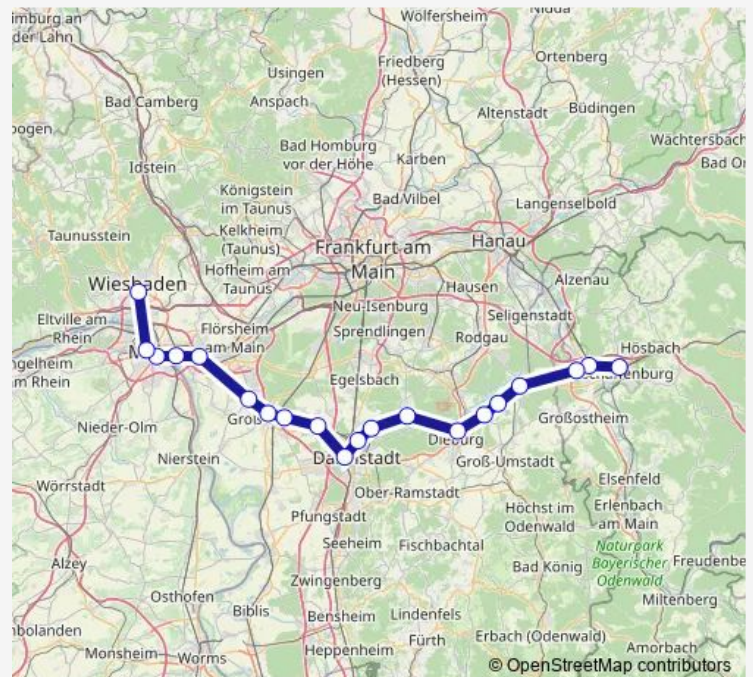 imburg an
der Lahn
Wölfersheim
Nidda
Friedberg
(Hessen)
Ortenberg
Usingen
Anspach
Bad Camberg
Altenstadt
Büdingen
Bad Homburg
vor der Höhe
Karben
Wächtersbach
Idstein
Königstein
im Taunus
Bad Vilbel
Langenselbold
Taunusstein
Kelkheim
(Taunus)
Frankfurt am
Main
Hanau
Hofheim am
Taunus
Alzenau
Wiesbaden
Hausen
Neu-Isenburg
Seligenstadt
Eltville am
Rhein
Flörsheim
am Main
Sprendlingen
Rodgau
Hösbach
ngelheim
am Rhein
Egelsbach
Großostheim
Nieder-Olm
Dieburg
Nierstein
Groß-Umstadt
Wörrstadt
Ober-Ramstadt
Elsenfeld
Höchst im
Odenwald
Erlenbach
am Main
Pfungstadt
Seeheim
Fischbachtal
Naturpark
Bayerischer
Odenwald
Alzey
Bad König
Zwingenberg
Miltenberg
Osthofen
Biblis
Bensheim
Lindenfels
Erbach (Odenwald)
Fürth
Amorbach
Monsheim
Worms
Heppenheim
© OpenStreetMap contributors